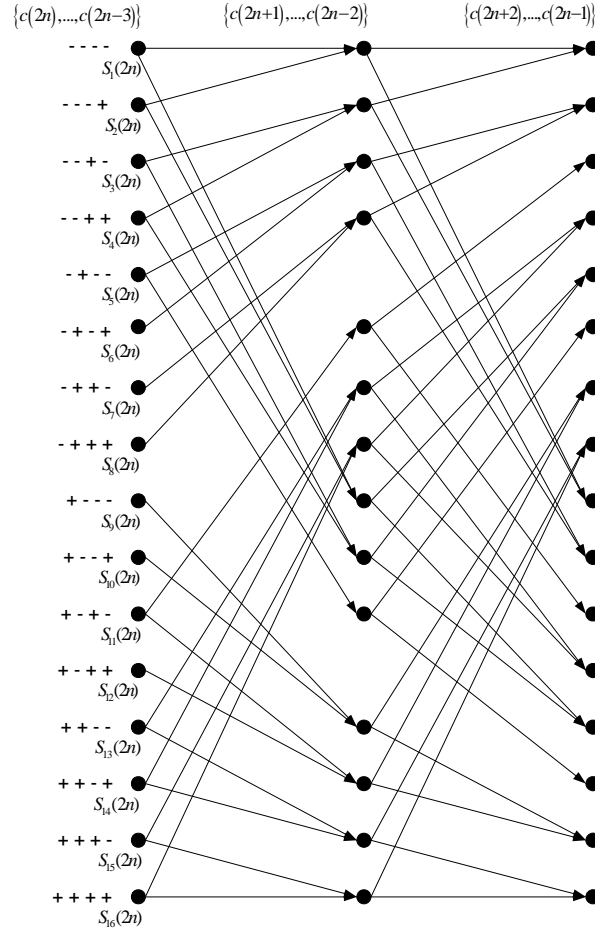 {c(2n),...,c(2n−3)} {c(2n+1),...,c(2n−2)} {c(2n+2),...,c(2n−1)}
- - - -
S₁(2n)
- - - +
S₂(2n)
- - + -
S₃(2n)
- - + +
S₄(2n)
- + - -
S₅(2n)
- + - +
S₆(2n)
- + + -
S₇(2n)
- + + +
S₈(2n)
+ - - -
S₉(2n)
+ - - +
S₁₀(2n)
+ - + -
S₁₁(2n)
+ - + +
S₁₂(2n)
+ + - -
S₁₃(2n)
+ + - +
S₁₄(2n)
+ + + -
S₁₅(2n)
+ + + +
S₁₆(2n)